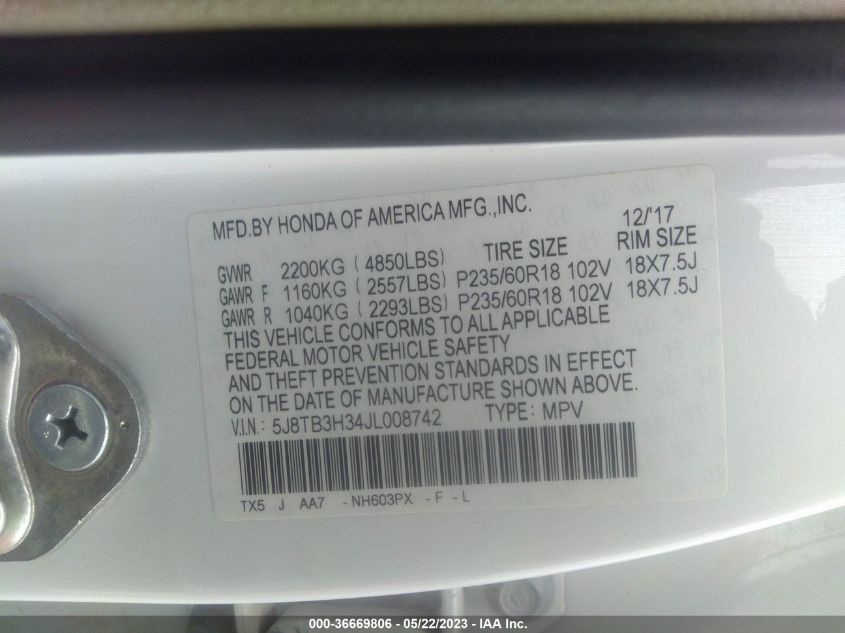 MFD.BY HONDA OF AMERICA MFG.,INC. 12/'17
TIRE SIZE RIM SIZE
GVWR 2200KG ( 4850LBS)
GAWR F 1160KG ( 2557LBS) P235/60R18 102V 18X7.5J
GAWR R 1040KG ( 2293LBS) P235/60R18 102V 18X7.5J
THIS VEHICLE CONFORMS TO ALL APPLICABLE
FEDERAL MOTOR VEHICLE SAFETY
AND THEFT PREVENTION STANDARDS IN EFFECT
ON THE DATE OF MANUFACTURE SHOWN ABOVE.
V.I.N.: 5J8TB3H34JL008742 TYPE: MPV
TX5 J AA7 -NH603PX -F -L
000-36669806 - 05/22/2023 - IAA Inc.